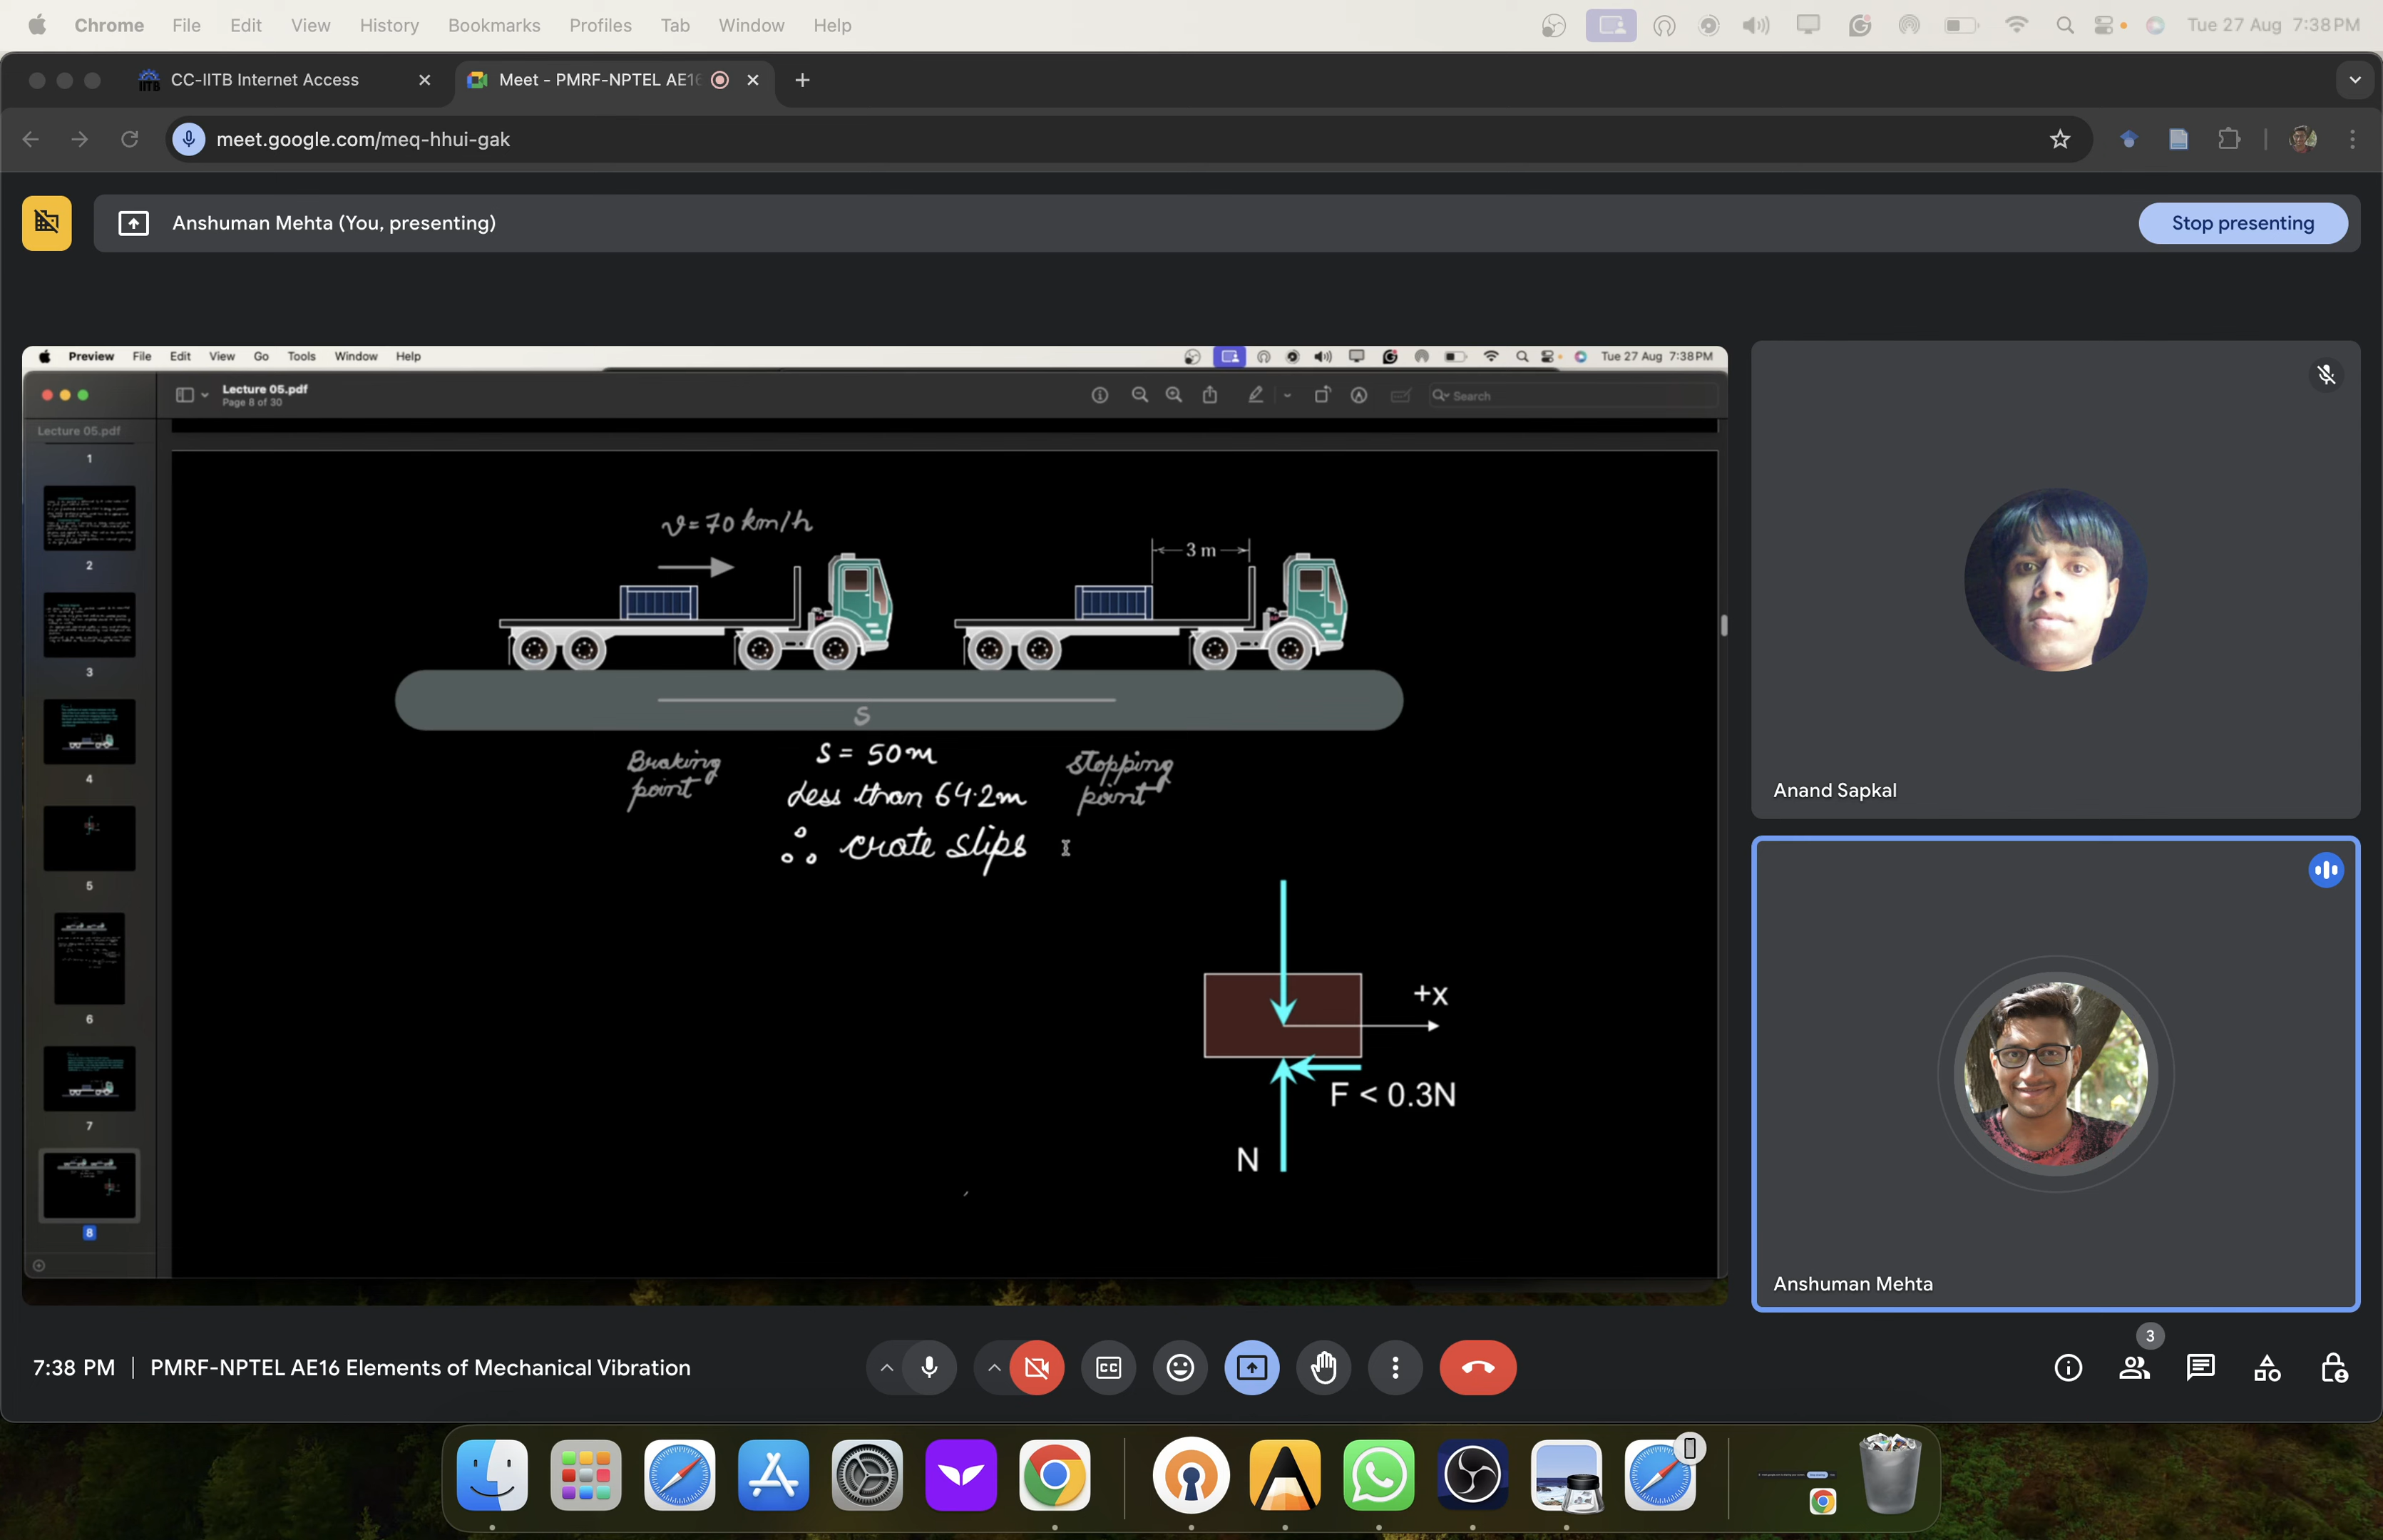 Chrome File Edit View History Bookmarks Profiles Tab Window Help Tue 27 Aug 7:38 PM
CC-IITB Internet Access Meet - PMRF-NPTEL AE16
meet.google.com/meq-hhui-gak
Anshuman Mehta (You, presenting) Stop presenting
Preview File Edit View Go Tools Window Help Tue 27 Aug 7:38 PM
Lecture 05.pdf
Page 8 of 30
Search
Lecture 05.pdf
1
2
3
4
5
6
7
8
v = 70 km/h
3 m
S
Braking point
S = 50 m
less than 64.2m
∴ crate slips
Stopping point
+x
F < 0.3N
N
Anand Sapkal
Anshuman Mehta
7:38 PM | PMRF-NPTEL AE16 Elements of Mechanical Vibration
CC
3